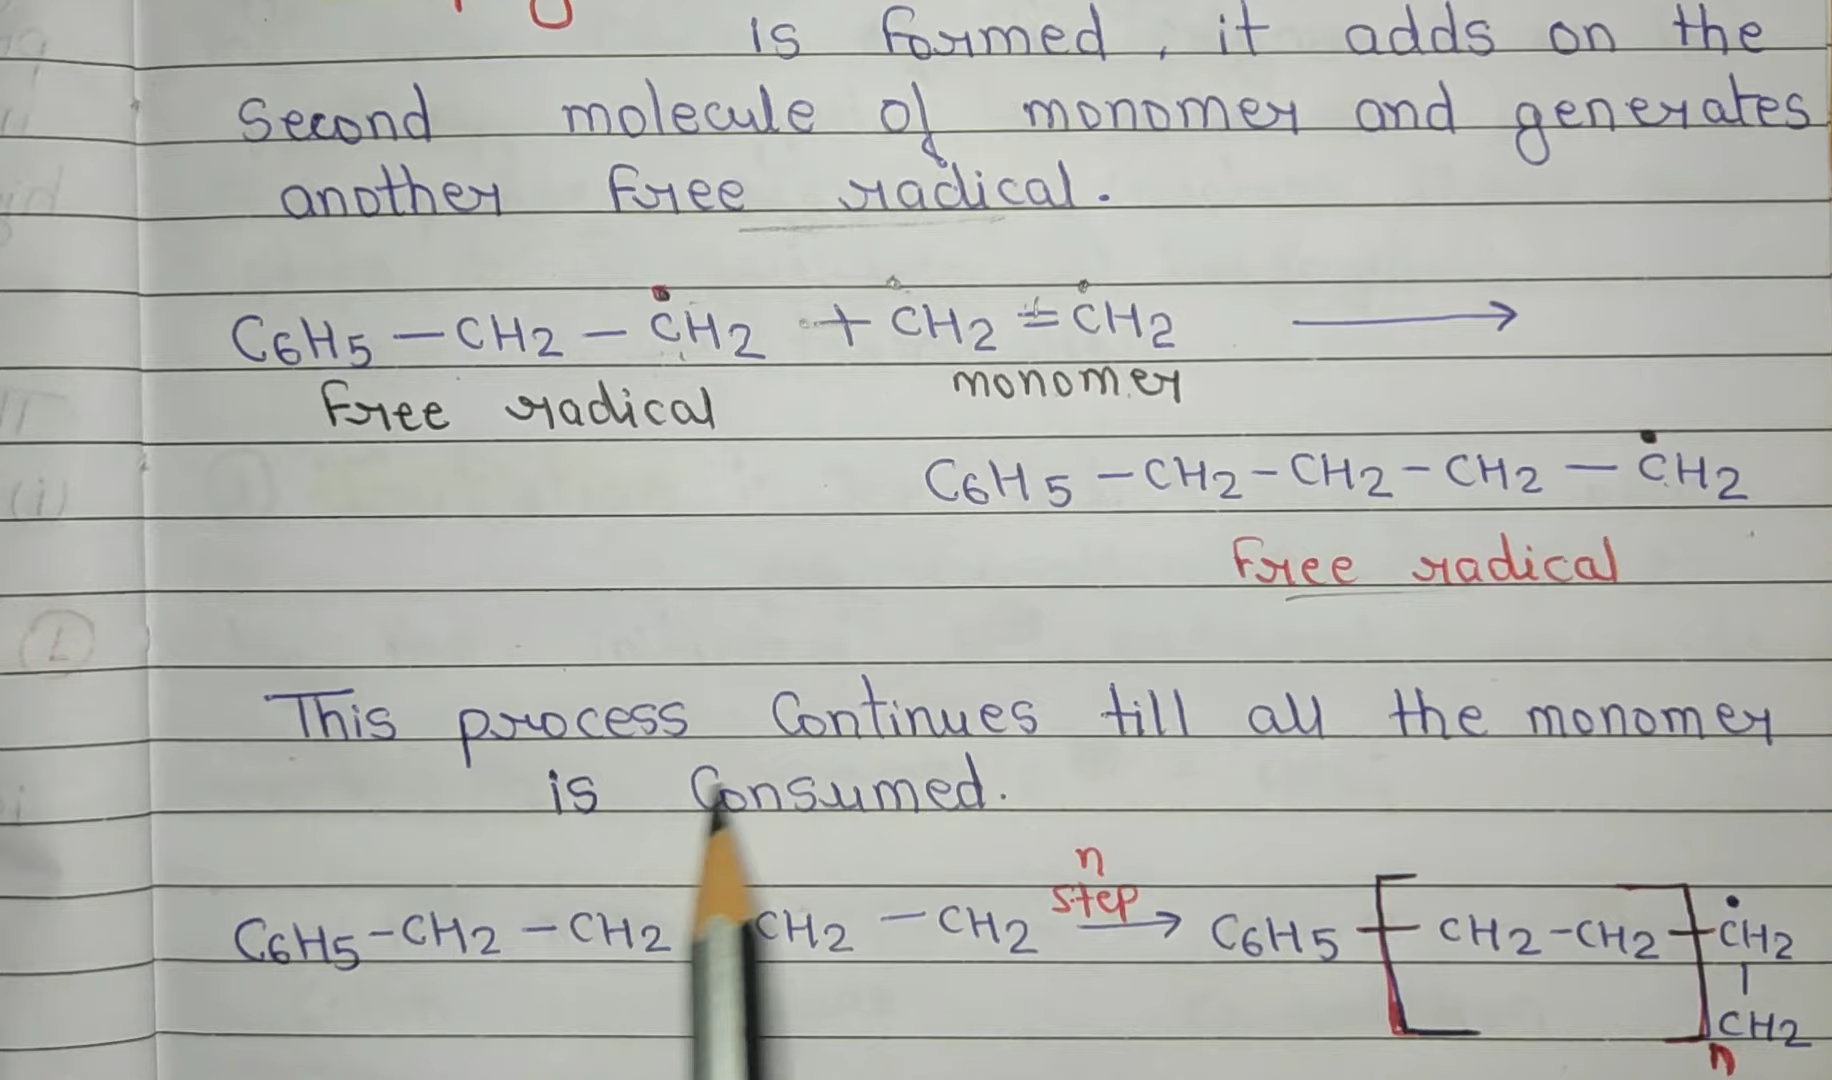 is formed, it adds on the
second molecule of monomer and generates
another free radical.
C6H5 — CH2 — ĊH2 + CH2 = CH2 ⟶
Free radical monomer
C6H5 — CH2 - CH2 - CH2 — ĊH2
Free radical
This process continues till all the monomer
is consumed.
n
step
C6H5 - CH2 - CH2 CH2 — CH2 → C6H5 [ CH2 - CH2 ] ĊH2
|
CH2
n